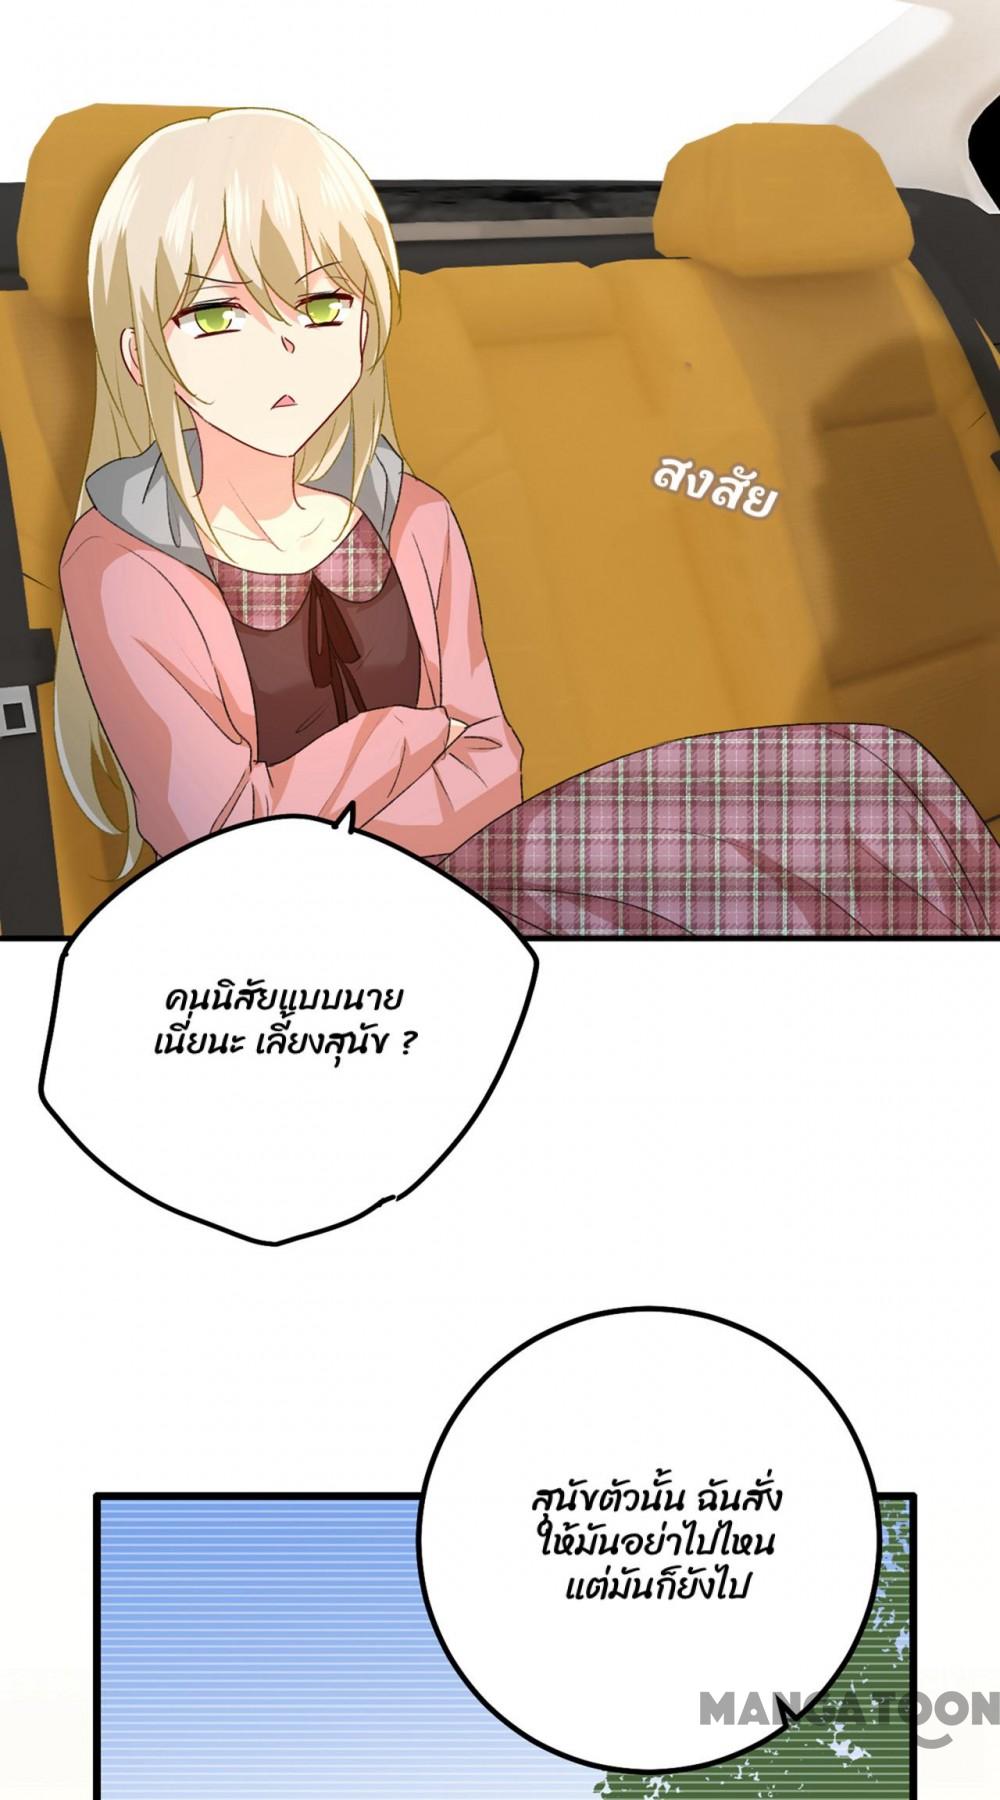 สงสัย
คนนิสัยแบบนาย
เนี่ยนะ เลี้ยงสุนัข ?
สุนัขตัวนั้น ฉันสั่ง
ให้มันอย่าไปไหน
แต่มันก็ยังไป
MANGATOON